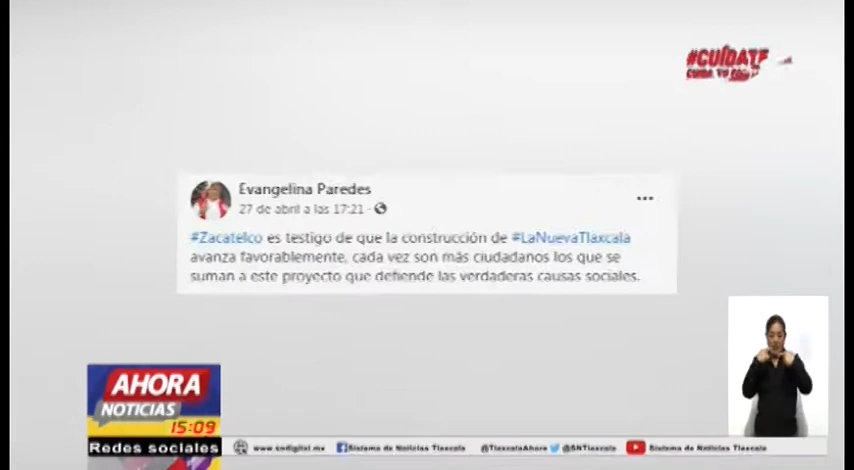 #CUÍDATE
Evangelina Paredes
27 de abril a las 17:21 ·
#Zacatelco es testigo de que la construcción de #LaNuevaTlaxcala
avanza favorablemente, cada vez son más ciudadanos los que se
suman a este proyecto que defiende las verdaderas causas sociales.
AHORA
NOTICIAS
15:09
Redes sociales
www.sndigital.mx Sistema de Noticias Tlaxcala @TlaxcalaAhora @SNTlaxcala Sistema de Noticias Tlaxcala